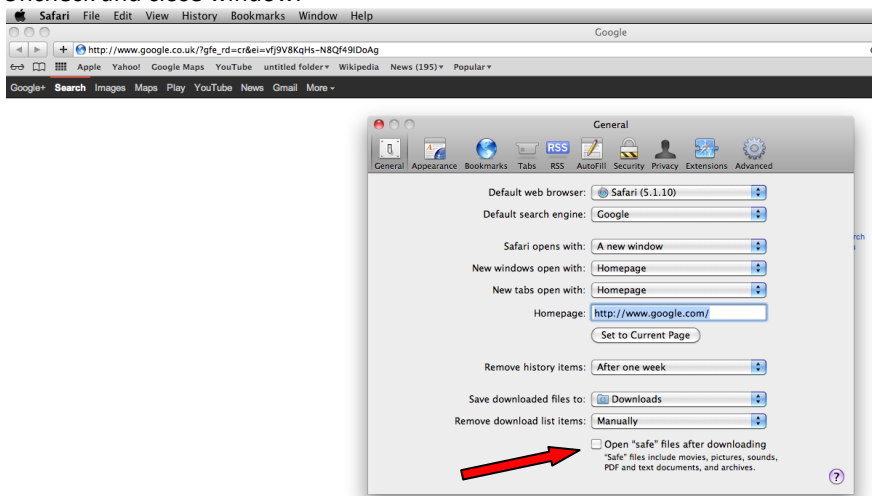 Uncheck and close window.
Safari File Edit View History Bookmarks Window Help
Google
http://www.google.co.uk/?gfe_rd=cr&ei=vfj9V8KqHs-N8Qf49IDoAg
Apple Yahoo! Google Maps YouTube untitled folder Wikipedia News (195) Popular
Google+ Search Images Maps Play YouTube News Gmail More
General
RSS
General Appearance Bookmarks Tabs RSS AutoFill Security Privacy Extensions Advanced
Default web browser: Safari (5.1.10)
Default search engine: Google
Safari opens with: A new window
New windows open with: Homepage
New tabs open with: Homepage
Homepage: http://www.google.com/
Set to Current Page
Remove history items: After one week
Save downloaded files to: Downloads
Remove download list items: Manually
Open "safe" files after downloading
"Safe" files include movies, pictures, sounds,
PDF and text documents, and archives.
?